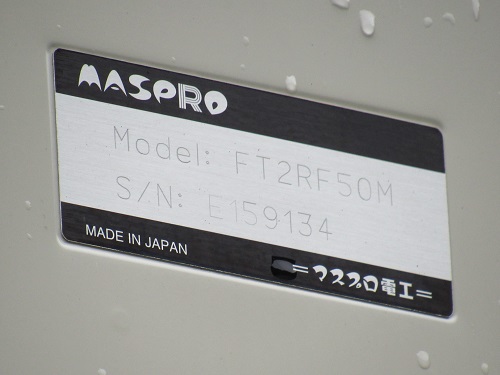 MASPRO
Model: FT2RF50M
S/N: E159134
MADE IN JAPAN
=マスプロ電工=